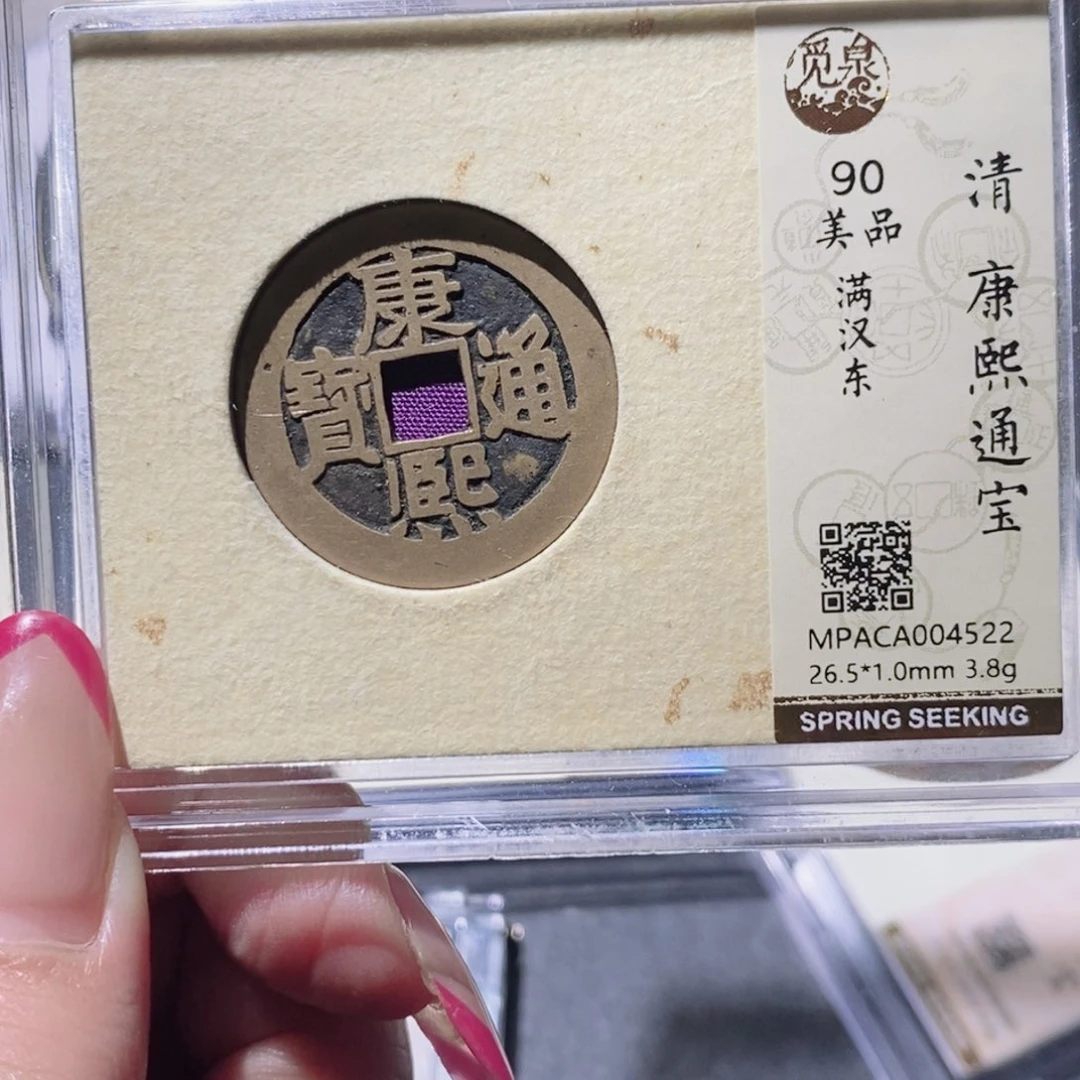 康熙通寳
觅泉
90
美品
满汉东
清 康熙通宝
MPACA004522
26.5*1.0mm 3.8g
SPRING SEEKING